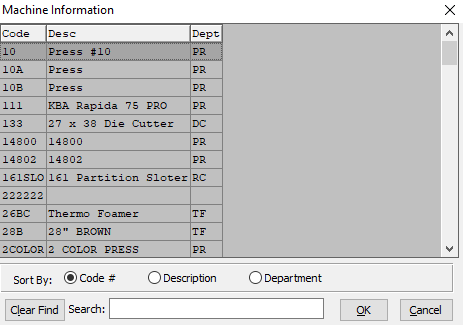 Machine Information
Code Desc Dept
10 Press #10 PR
10A Press PR
10B Press PR
111 KBA Rapida 75 PRO PR
133 27 x 38 Die Cutter DC
14800 14800 PR
14802 14802 PR
161SLO 161 Partition Sloter RC
222222
26BC Thermo Foamer TF
28B 28" BROWN TF
2COLOR 2 COLOR PRESS PR
Sort By: Code # Description Department
Clear Find Search: OK Cancel